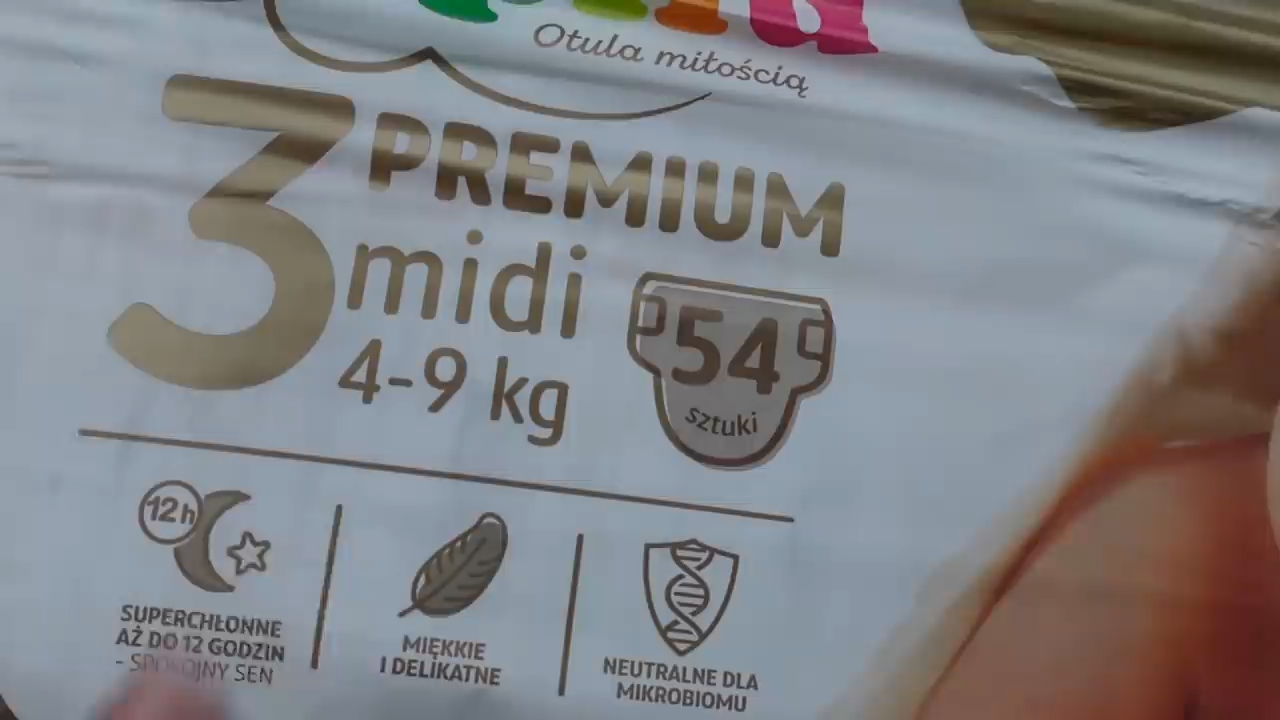 Otula miłością
3 PREMIUM
midi
4-9 kg
54
sztuki
12h
SUPERCHŁONNE
AŻ DO 12 GODZIN
- SPOKOJNY SEN
MIĘKKIE
I DELIKATNE
NEUTRALNE DLA
MIKROBIOMU